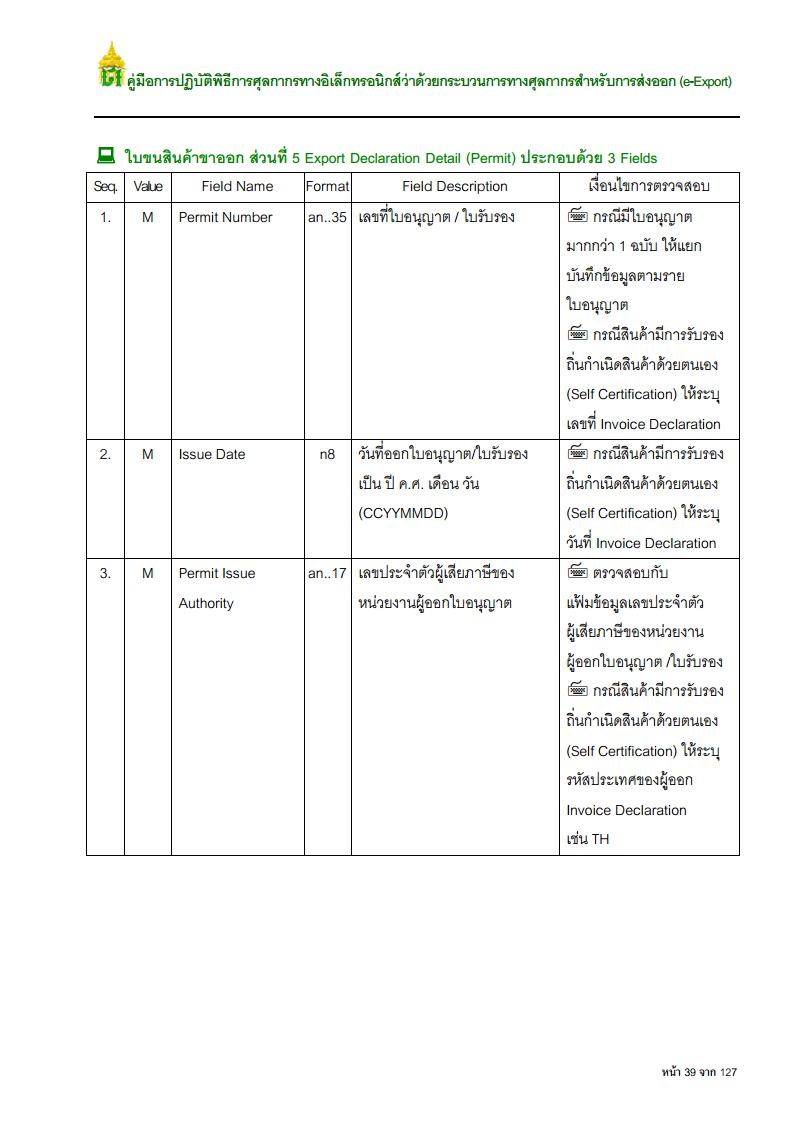 คู่มือการปฏิบัติพิธีการศุลกากรทางอิเล็กทรอนิกส์ว่าด้วยกระบวนการทางศุลกากรสำหรับการส่งออก (e-Export)
ใบขนสินค้าขาออก ส่วนที่ 5 Export Declaration Detail (Permit) ประกอบด้วย 3 Fields
Seq. Value Field Name Format Field Description เงื่อนไขการตรวจสอบ
1. M Permit Number an..35 เลขที่ใบอนุญาต / ใบรับรอง กรณีมีใบอนุญาต
มากกว่า 1 ฉบับ ให้แยก
บันทึกข้อมูลตามราย
ใบอนุญาต
กรณีสินค้ามีการรับรอง
ถิ่นกำเนิดสินค้าด้วยตนเอง
(Self Certification) ให้ระบุ
เลขที่ Invoice Declaration
2. M Issue Date n8 วันที่ออกใบอนุญาต/ใบรับรอง กรณีสินค้ามีการรับรอง
เป็น ปี ค.ศ. เดือน วัน ถิ่นกำเนิดสินค้าด้วยตนเอง
(CCYYMMDD) (Self Certification) ให้ระบุ
วันที่ Invoice Declaration
3. M Permit Issue an..17 เลขประจำตัวผู้เสียภาษีของ ตรวจสอบกับ
Authority หน่วยงานผู้ออกใบอนุญาต แฟ้มข้อมูลเลขประจำตัว
ผู้เสียภาษีของหน่วยงาน
ผู้ออกใบอนุญาต /ใบรับรอง
กรณีสินค้ามีการรับรอง
ถิ่นกำเนิดสินค้าด้วยตนเอง
(Self Certification) ให้ระบุ
รหัสประเทศของผู้ออก
Invoice Declaration
เช่น TH
หน้า 39 จาก 127